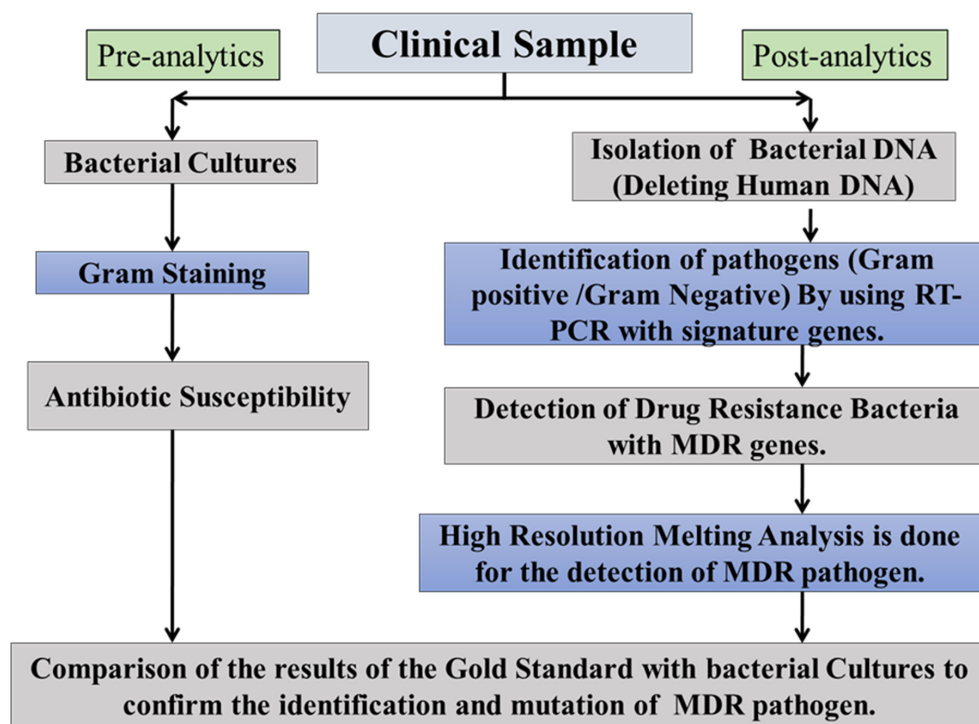 Pre-analytics
Clinical Sample
Post-analytics
Bacterial Cultures
Gram Staining
Antibiotic Susceptibility
Isolation of Bacterial DNA
(Deleting Human DNA)
Identification of pathogens (Gram
positive /Gram Negative) By using RT-
PCR with signature genes.
Detection of Drug Resistance Bacteria
with MDR genes.
High Resolution Melting Analysis is done
for the detection of MDR pathogen.
Comparison of the results of the Gold Standard with bacterial Cultures to
confirm the identification and mutation of MDR pathogen.